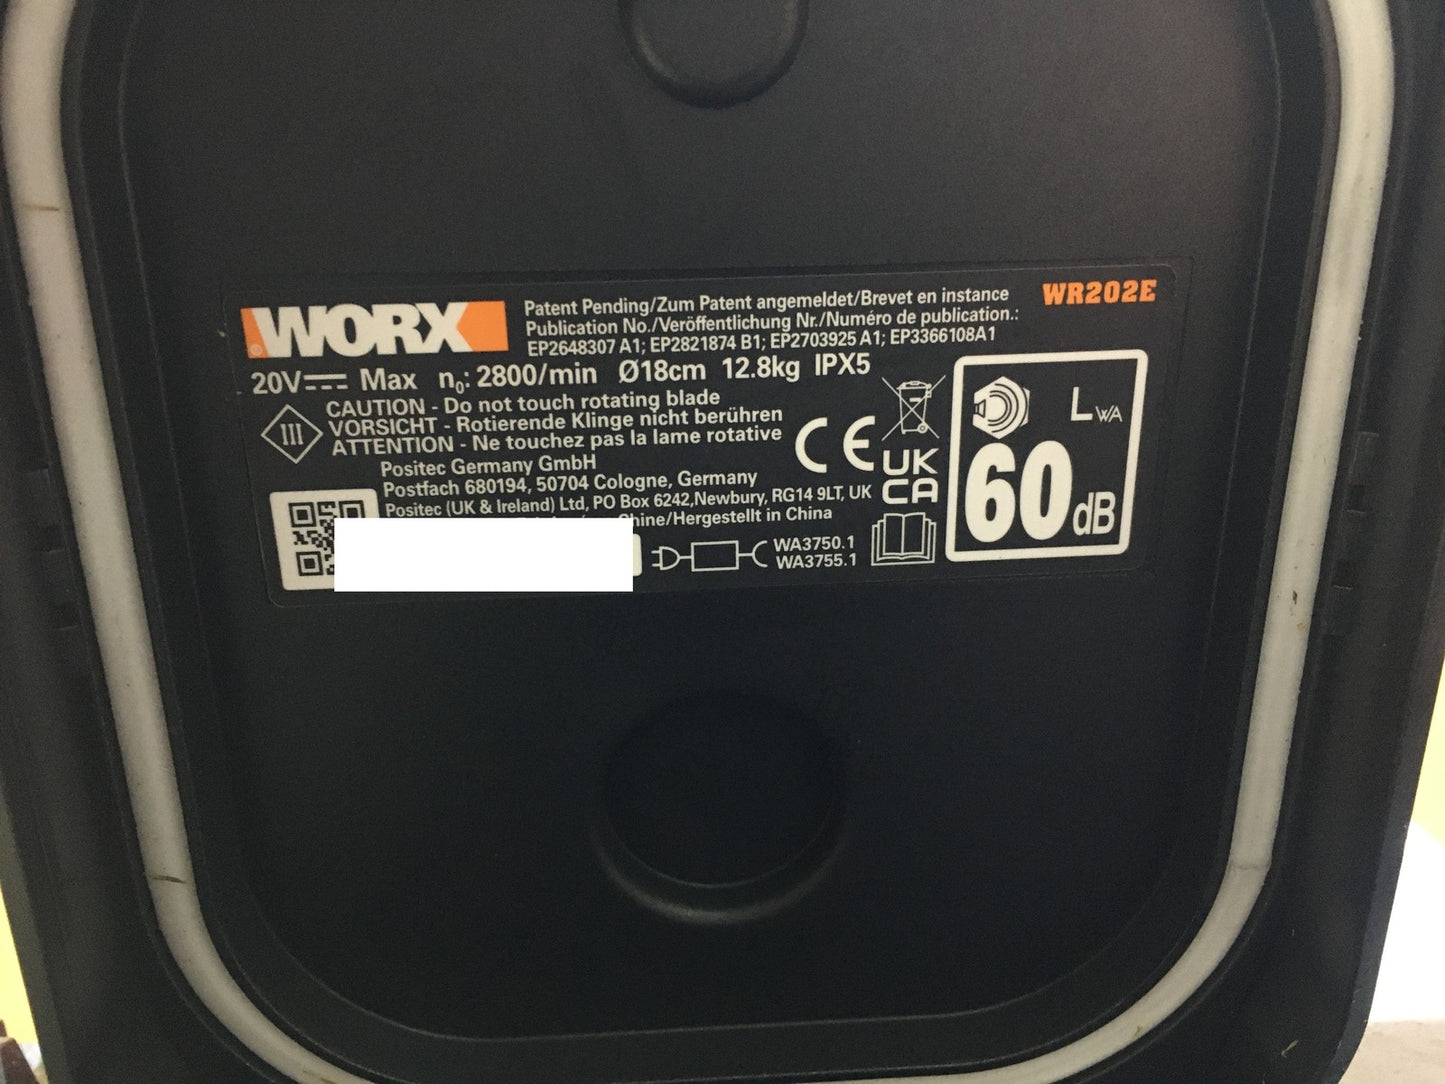 WORX
Patent Pending/Zum Patent angemeldet/Brevet en instance
Publication No./Veröffentlichung Nr./Numéro de publication.:
EP2648307 A1; EP2821874 B1; EP2703925 A1; EP3366108A1
WR202E
20V Max n₀: 2800/min Ø18cm 12.8kg IPX5
III
CAUTION - Do not touch rotating blade
VORSICHT - Rotierende Klinge nicht berühren
ATTENTION - Ne touchez pas la lame rotative
Positec Germany GmbH
Postfach 680194, 50704 Cologne, Germany
Positec (UK & Ireland) Ltd, PO Box 6242,Newbury, RG14 9LT, UK
Chine/Hergestellt in China
WA3750.1
WA3755.1
CE
UK
CA
LWA
60 dB